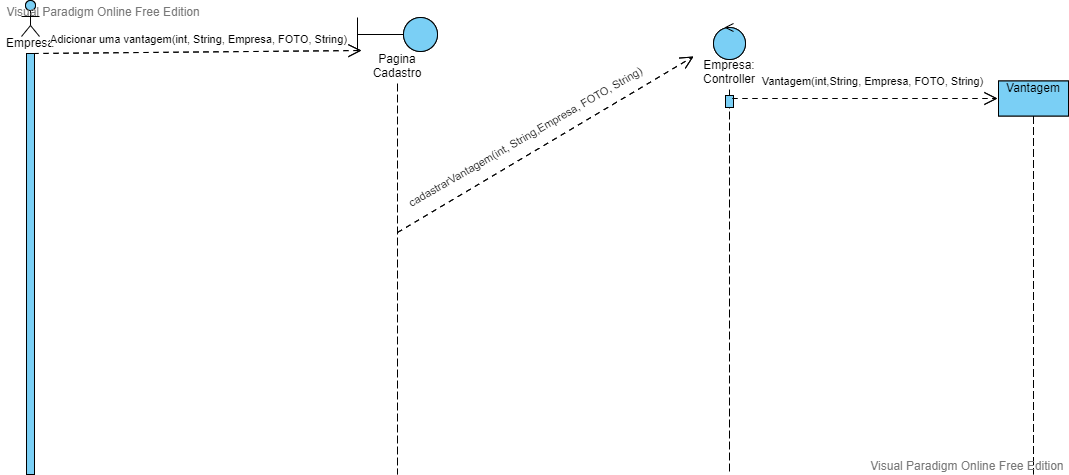 Visual Paradigm Online Free Edition
Empresa
Adicionar uma vantagem(int, String, Empresa, FOTO, String)
Pagina
Cadastro
cadastrarVantagem(int, String,Empresa, FOTO, String)
Empresa:
Controller
Vantagem(int,String, Empresa, FOTO, String)
Vantagem
Visual Paradigm Online Free Edition